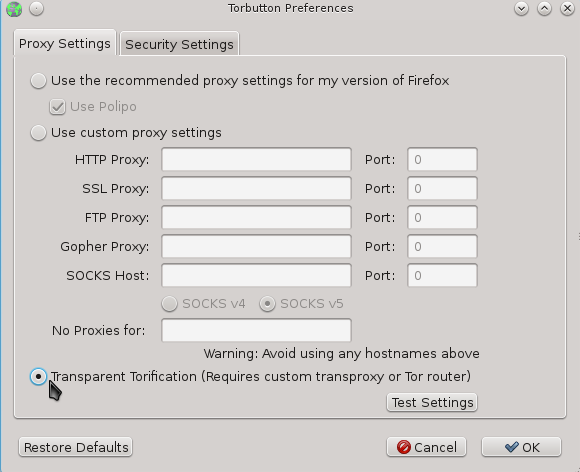 Torbutton Preferences
Proxy Settings Security Settings
Use the recommended proxy settings for my version of Firefox
Use Polipo
Use custom proxy settings
HTTP Proxy: Port: 0
SSL Proxy: Port: 0
FTP Proxy: Port: 0
Gopher Proxy: Port: 0
SOCKS Host: Port: 0
SOCKS v4 SOCKS v5
No Proxies for:
Warning: Avoid using any hostnames above
Transparent Torification (Requires custom transproxy or Tor router)
Test Settings
Restore Defaults Cancel OK